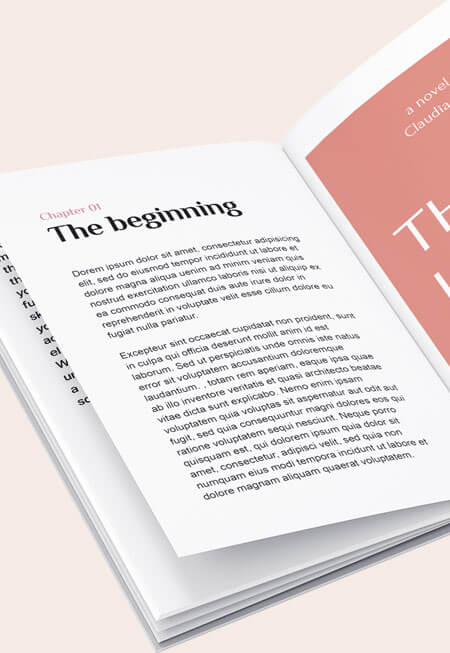 Chapter 01
The beginning
Dorem ipsum dolor sit amet, consectetur adipisicing
elit, sed do eiusmod tempor incididunt ut labore et
dolore magna aliqua uenim ad minim veniam quis
nostrud exercitation ullamco laboris nisi ut aliquip ex
ea commodo consequat duis aute irure dolor in
reprehenderit in voluptate velit esse cillum dolore eu
fugiat nulla pariatur.
Excepteur sint occaecat cupidatat non proident, sunt
in culpa qui officia deserunt mollit anim id est
laborum. Sed ut perspiciatis unde omnis iste natus
error sit voluptatem accusantium doloremque
laudantium. , totam rem aperiam, eaque ipsa quae
ab illo inventore veritatis et quasi architecto beatae
vitae dicta sunt explicabo. Nemo enim ipsam
voluptatem quia voluptas sit aspernatur aut odit aut
fugit, sed quia consequuntur magni dolores eos qui
ratione voluptatem sequi nesciunt. Neque porro
quisquam est, qui dolorem ipsum quia dolor sit
amet, consectetur, adipisci velit, sed quia non
numquam eius modi tempora incidunt ut labore et
dolore magnam aliquam quaerat voluptatem.
a novel
Claudia